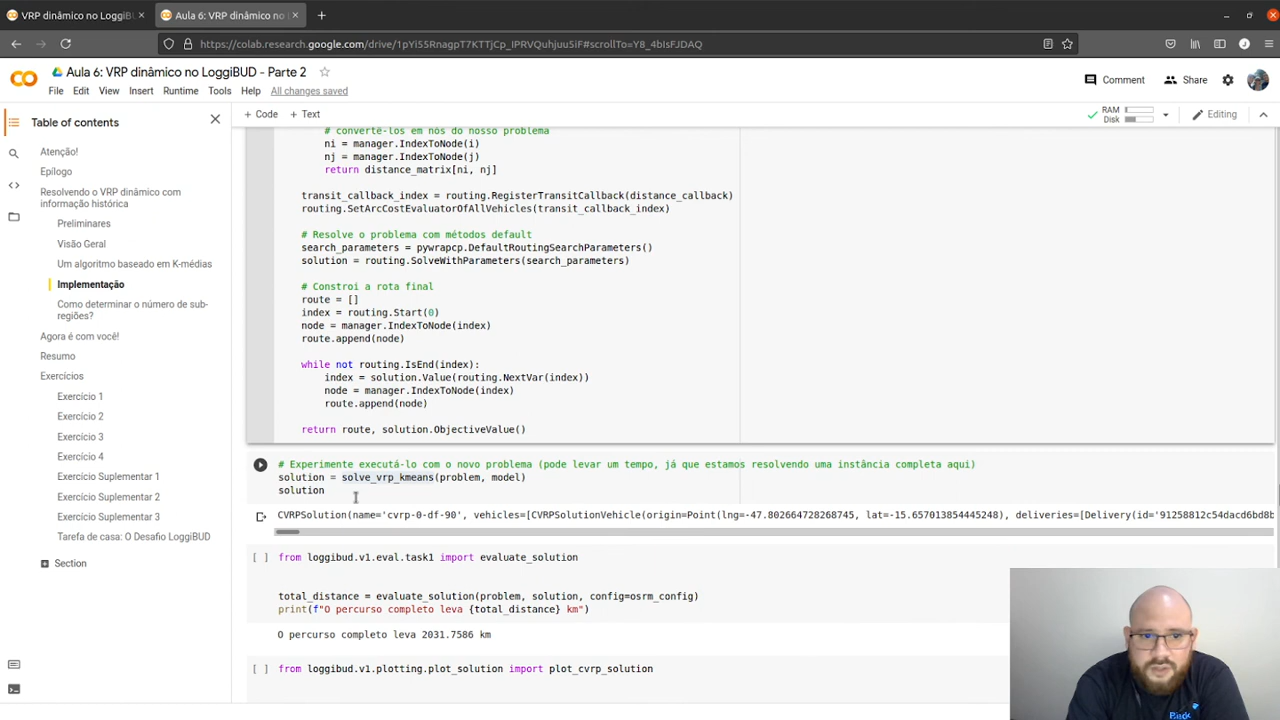 VRP dinâmico no LoggiBU
Aula 6: VRP dinâmico no
https://colab.research.google.com/drive/1pYi55RnagpT7KTTjCp_IPRVQuhjuu5iF#scrollTo=Y8_4bIsFJDAQ
Aula 6: VRP dinâmico no LoggiBUD - Parte 2
Comment
Share
File Edit View Insert Runtime Tools Help All changes saved
Table of contents
+ Code + Text
RAM
Disk
Editing
Atenção!
Epílogo
Resolvendo o VRP dinâmico com
informação histórica
Preliminares
Visão Geral
Um algoritmo baseado em K-médias
Implementação
Como determinar o número de sub-
regiões?
Agora é com você!
Resumo
Exercícios
Exercício 1
Exercício 2
Exercício 3
Exercício 4
Exercício Suplementar 1
Exercício Suplementar 2
Exercício Suplementar 3
Tarefa de casa: O Desafio LoggiBUD
Section
# convertê-los em nós do nosso problema
ni = manager.IndexToNode(i)
nj = manager.IndexToNode(j)
return distance_matrix[ni, nj]
transit_callback_index = routing.RegisterTransitCallback(distance_callback)
routing.SetArcCostEvaluatorOfAllVehicles(transit_callback_index)
# Resolve o problema com métodos default
search_parameters = pywrapcp.DefaultRoutingSearchParameters()
solution = routing.SolveWithParameters(search_parameters)
# Constroi a rota final
route = []
index = routing.Start(0)
node = manager.IndexToNode(index)
route.append(node)
while not routing.IsEnd(index):
index = solution.Value(routing.NextVar(index))
node = manager.IndexToNode(index)
route.append(node)
return route, solution.ObjectiveValue()
# Experimente executá-lo com o novo problema (pode levar um tempo, já que estamos resolvendo uma instância completa aqui)
solution = solve_vrp_kmeans(problem, model)
solution
CVRPSolution(name='cvrp-0-df-90', vehicles=[CVRPSolutionVehicle(origin=Point(lng=-47.802664728268745, lat=-15.657013854445248), deliveries=[Delivery(id='91258812c54dacd6bd8b
[ ] from loggibud.v1.eval.task1 import evaluate_solution
total_distance = evaluate_solution(problem, solution, config=osrm_config)
print(f"O percurso completo leva {total_distance} km")
O percurso completo leva 2031.7586 km
[ ] from loggibud.v1.plotting.plot_solution import plot_cvrp_solution